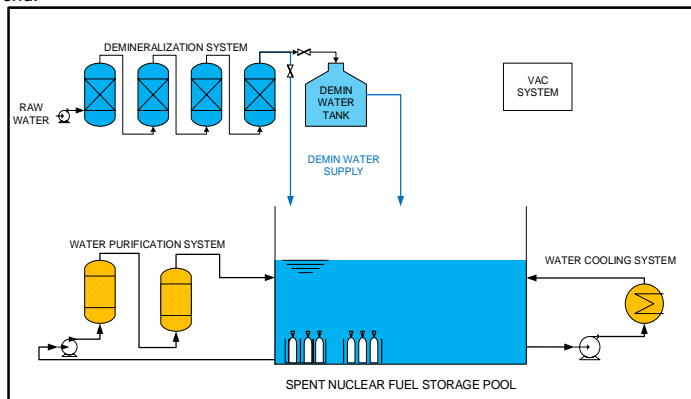 DEMINERALIZATION SYSTEM
RAW
WATER
DEMIN
WATER
TANK
VAC
SYSTEM
DEMIN WATER
SUPPLY
WATER PURIFICATION SYSTEM
WATER COOLING SYSTEM
SPENT NUCLEAR FUEL STORAGE POOL